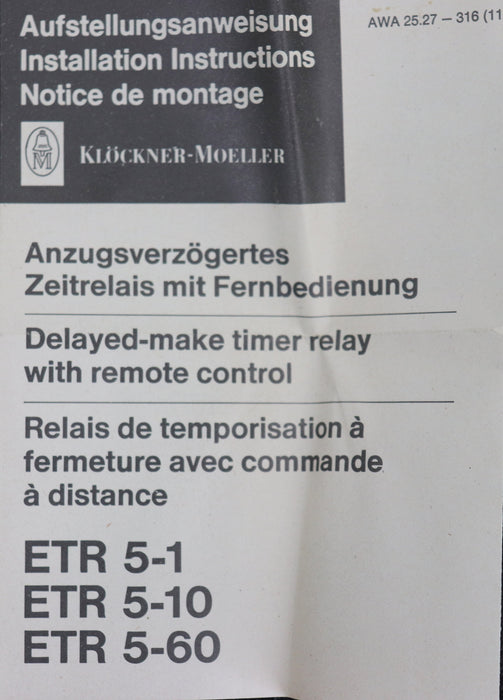 Aufstellungsanweisung
Installation Instructions
Notice de montage
AWA 25.27 – 316 (11
M
KLÖCKNER-MOELLER
Anzugsverzögertes
Zeitrelais mit Fernbedienung
Delayed-make timer relay
with remote control
Relais de temporisation à
fermeture avec commande
à distance
ETR 5-1
ETR 5-10
ETR 5-60